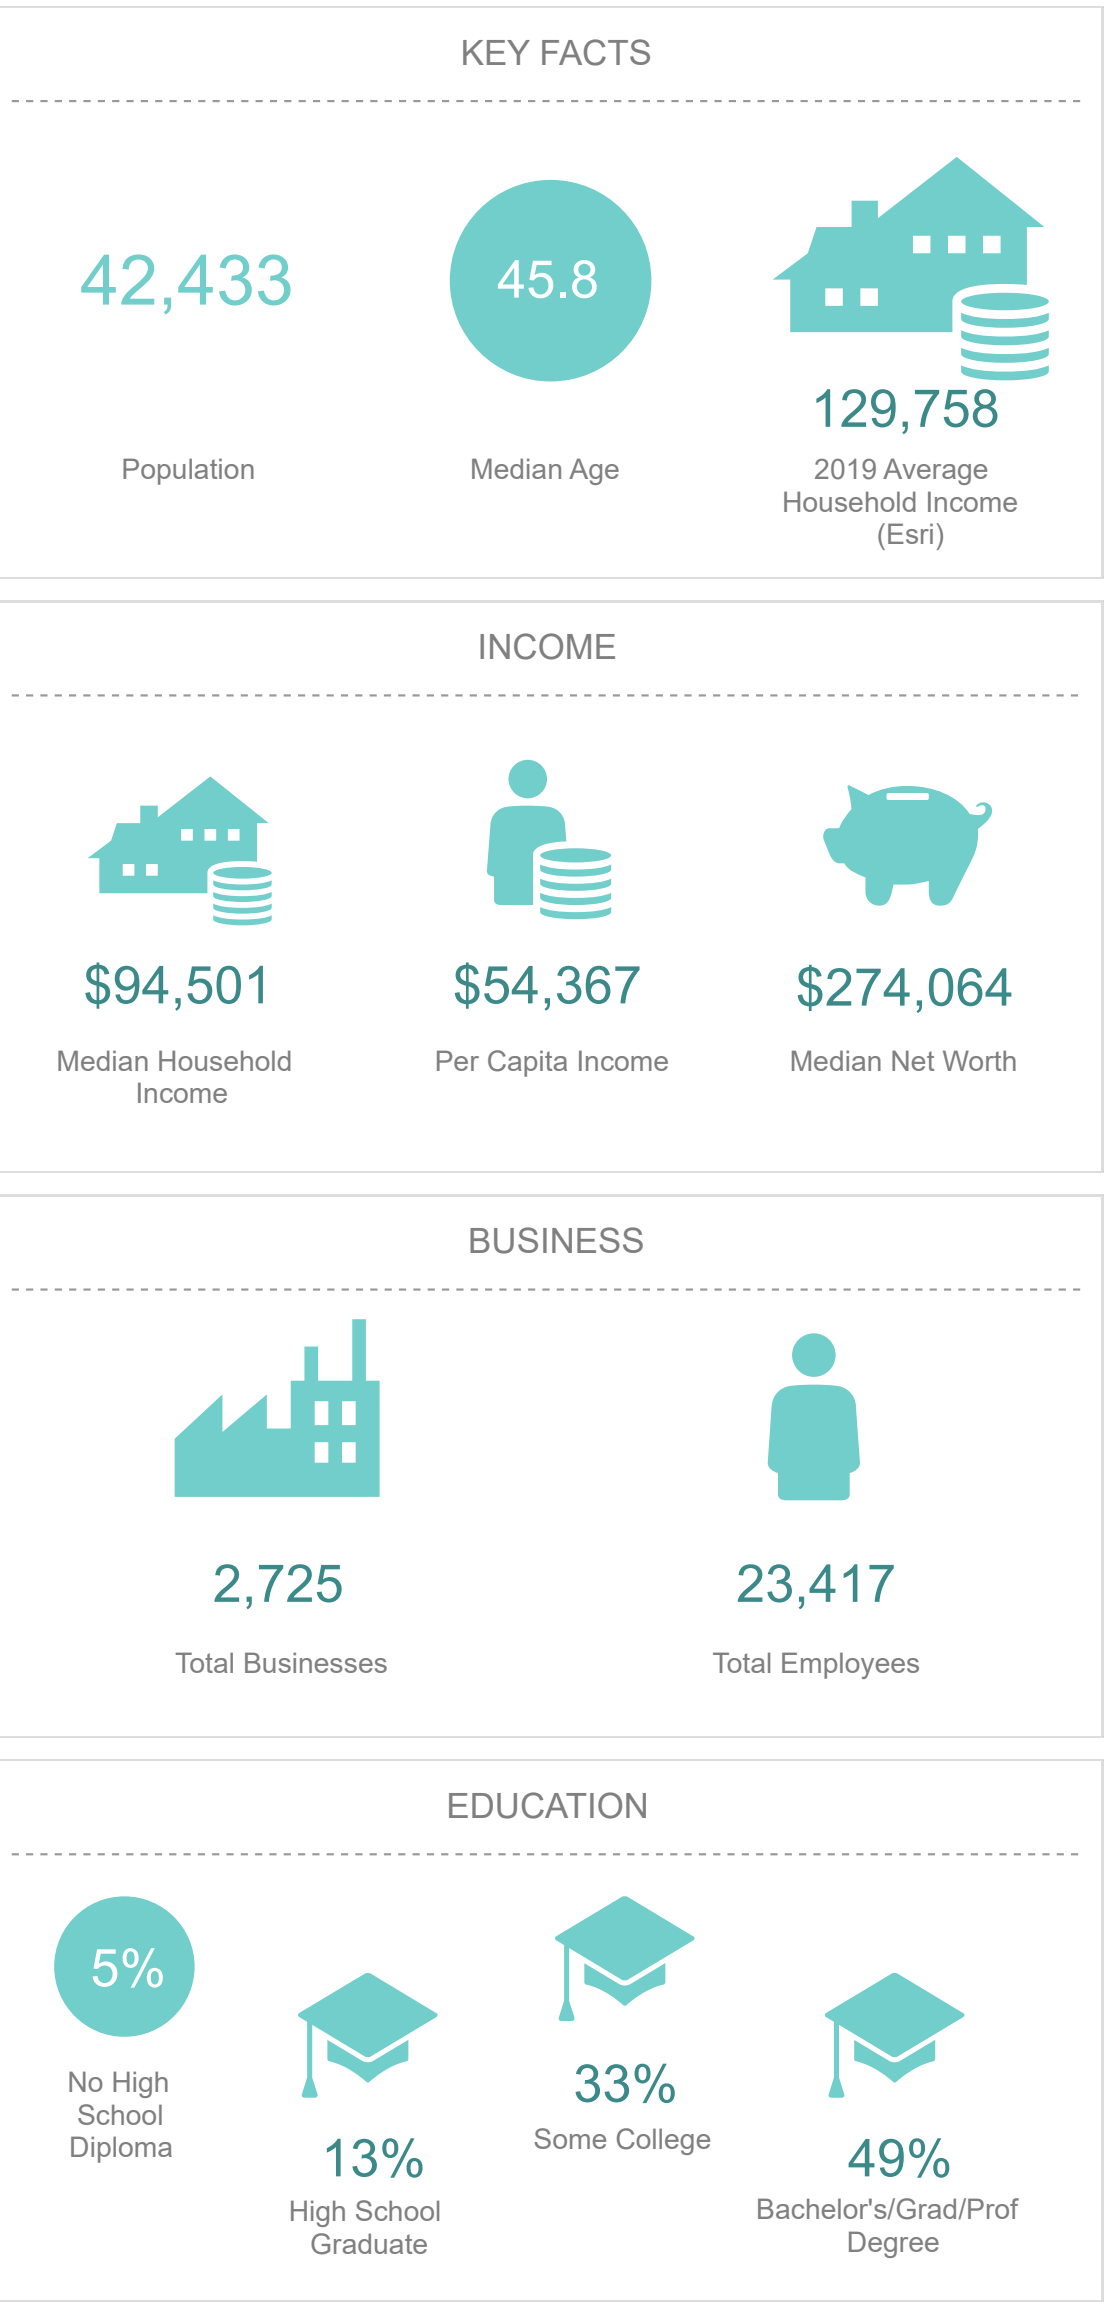 KEY FACTS
42,433
Population
45.8
Median Age
129,758
2019 Average
Household Income
(Esri)
INCOME
$94,501
Median Household
Income
$54,367
Per Capita Income
$274,064
Median Net Worth
BUSINESS
2,725
Total Businesses
23,417
Total Employees
EDUCATION
5%
No High
School
Diploma
13%
High School
Graduate
33%
Some College
49%
Bachelor's/Grad/Prof
Degree